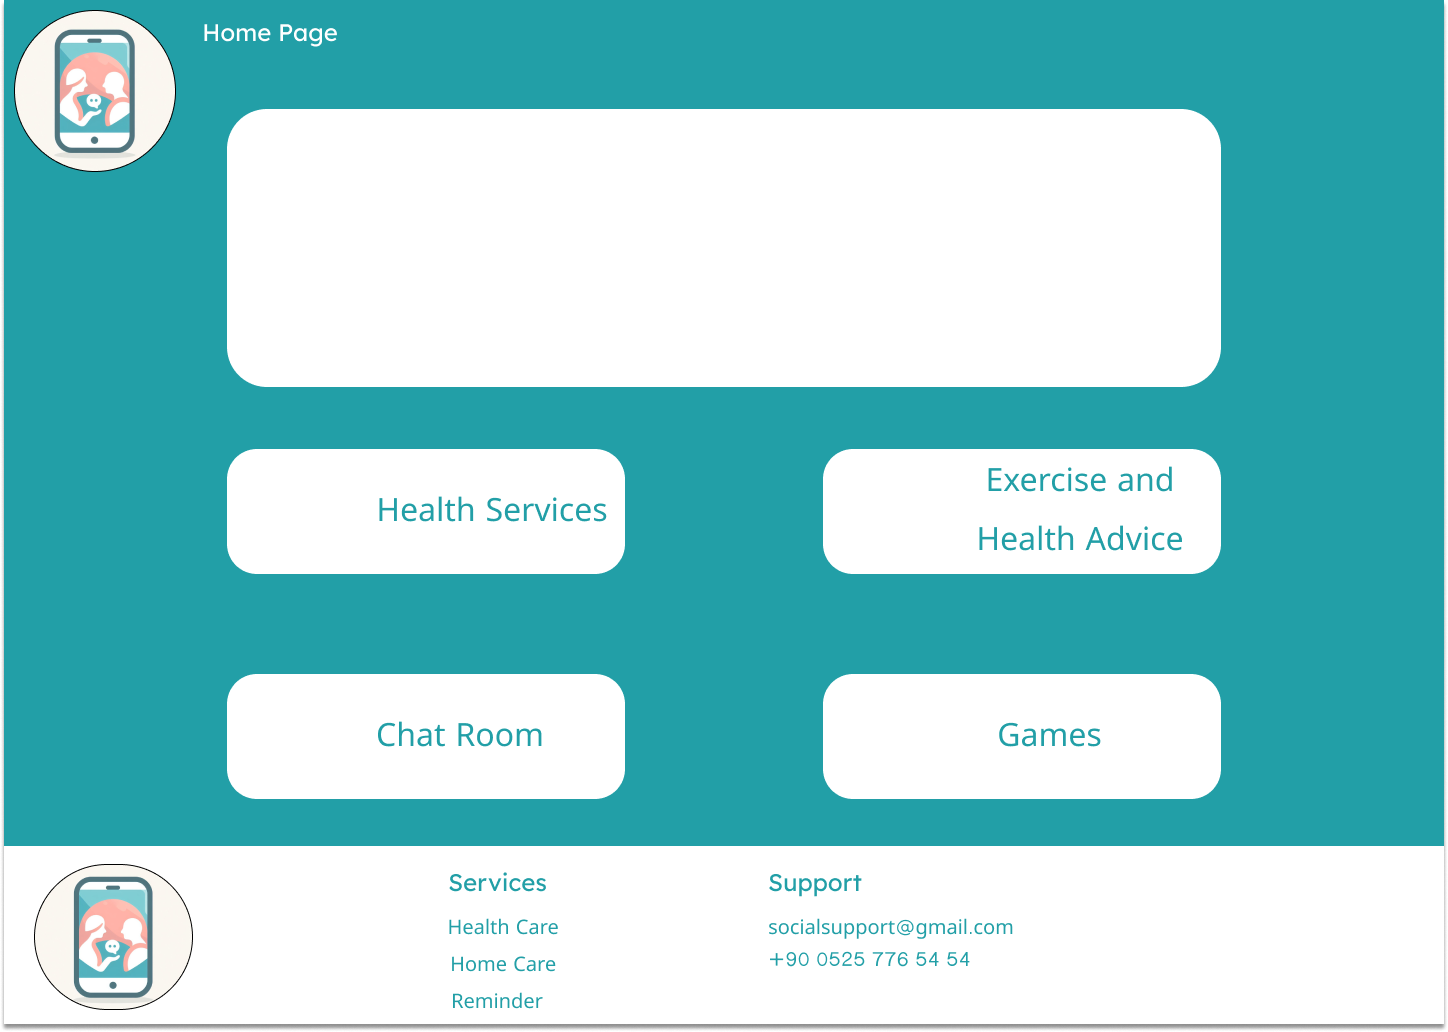 Home Page
Health Services
Exercise and
Health Advice
Chat Room
Games
Services
Health Care
Home Care
Reminder
Support
socialsupport@gmail.com
+90 0525 776 54 54